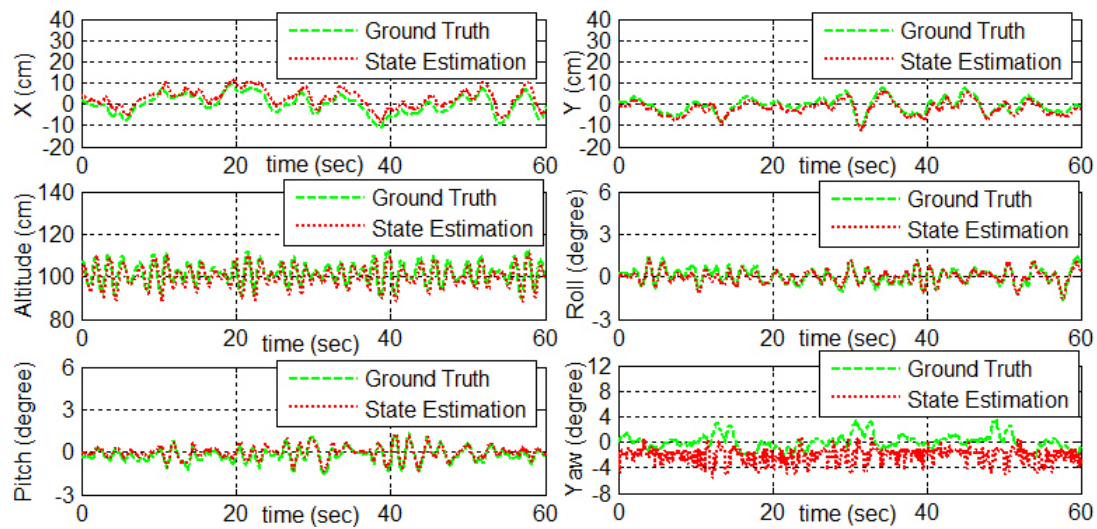 X (cm)
40
30
20
10
0
-10
-20
Ground Truth
State Estimation
0
20
40
60
time (sec)
Y (cm)
40
30
20
10
0
-10
-20
Ground Truth
State Estimation
0
20
40
60
time (sec)
Altitude (cm)
140
120
100
80
Ground Truth
State Estimation
0
20
40
60
time (sec)
Roll (degree)
6
3
0
-3
Ground Truth
State Estimation
0
20
40
60
time (sec)
Pitch (degree)
6
3
0
-3
Ground Truth
State Estimation
0
20
40
60
time (sec)
Yaw (degree)
12
8
4
0
-4
-8
Ground Truth
State Estimation
0
20
40
60
time (sec)